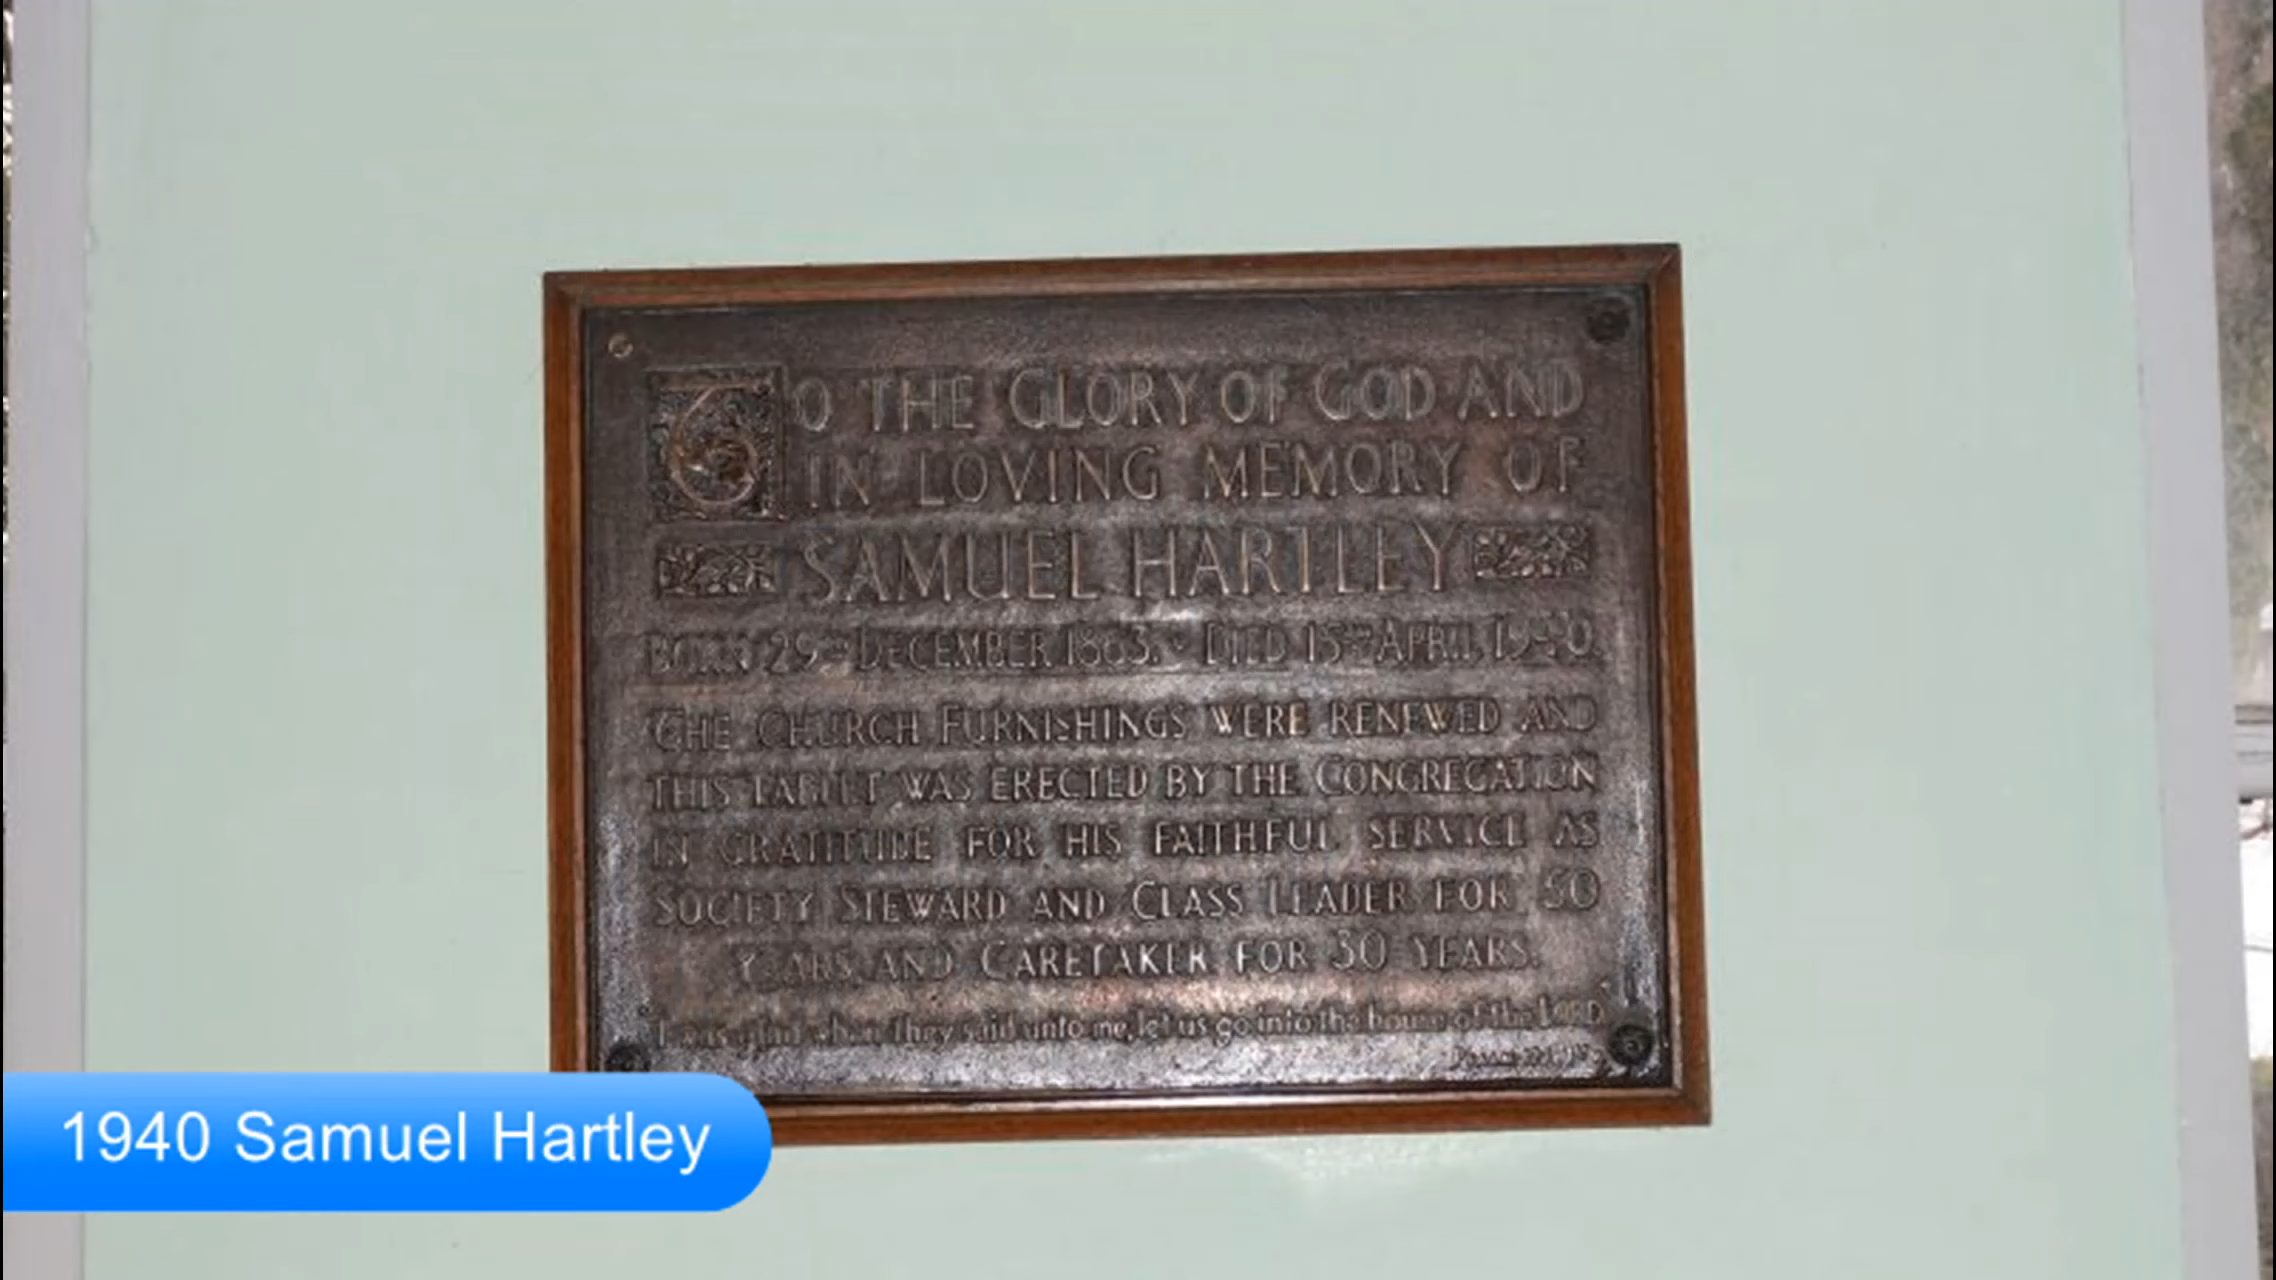 TO THE GLORY OF GOD AND
IN LOVING MEMORY OF
SAMUEL HARTLEY
BORN 29TH DECEMBER 1863. DIED 15TH APRIL 1940.
THE CHURCH FURNISHINGS WERE RENEWED AND
THIS TABLET WAS ERECTED BY THE CONGREGATION
IN GRATITUDE FOR HIS FAITHFUL SERVICE AS
SOCIETY STEWARD AND CLASS LEADER FOR 50
YEARS AND CARETAKER FOR 30 YEARS.
"I was glad when they said unto me, let us go into the house of the LORD"
1940 Samuel Hartley